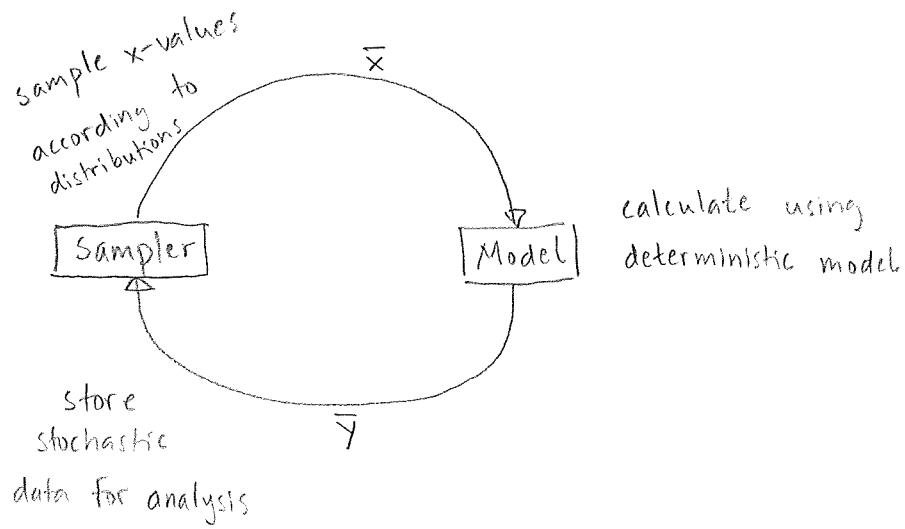 sample x-values
according to
distributions
x̄
Sampler
Model
calculate using
deterministic model
store
stochastic
data for analysis
ȳ